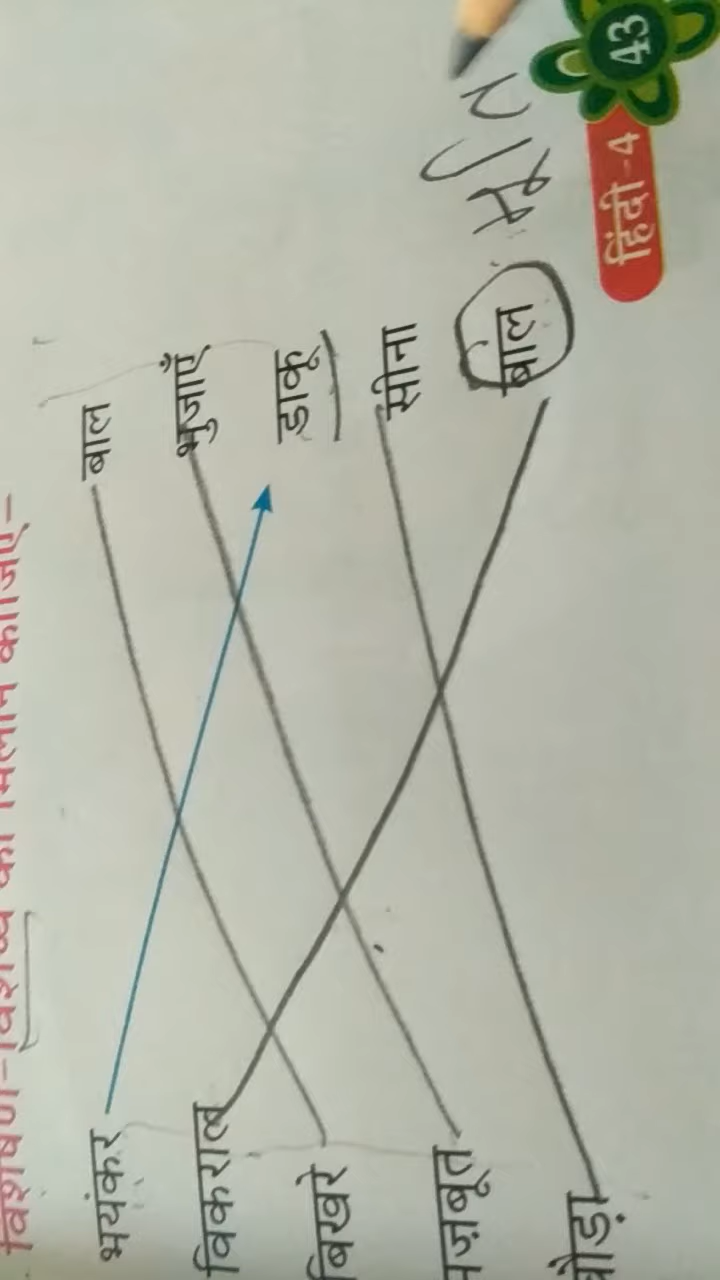 विशेषण-विशेष्य का मिलान कीजिए-
भयंकर बाल
विकराल भुजाएँ
बिखरे डाकू
मज़बूत सीना
चौड़ा बाल मूर्ति
हिंदी-4 43